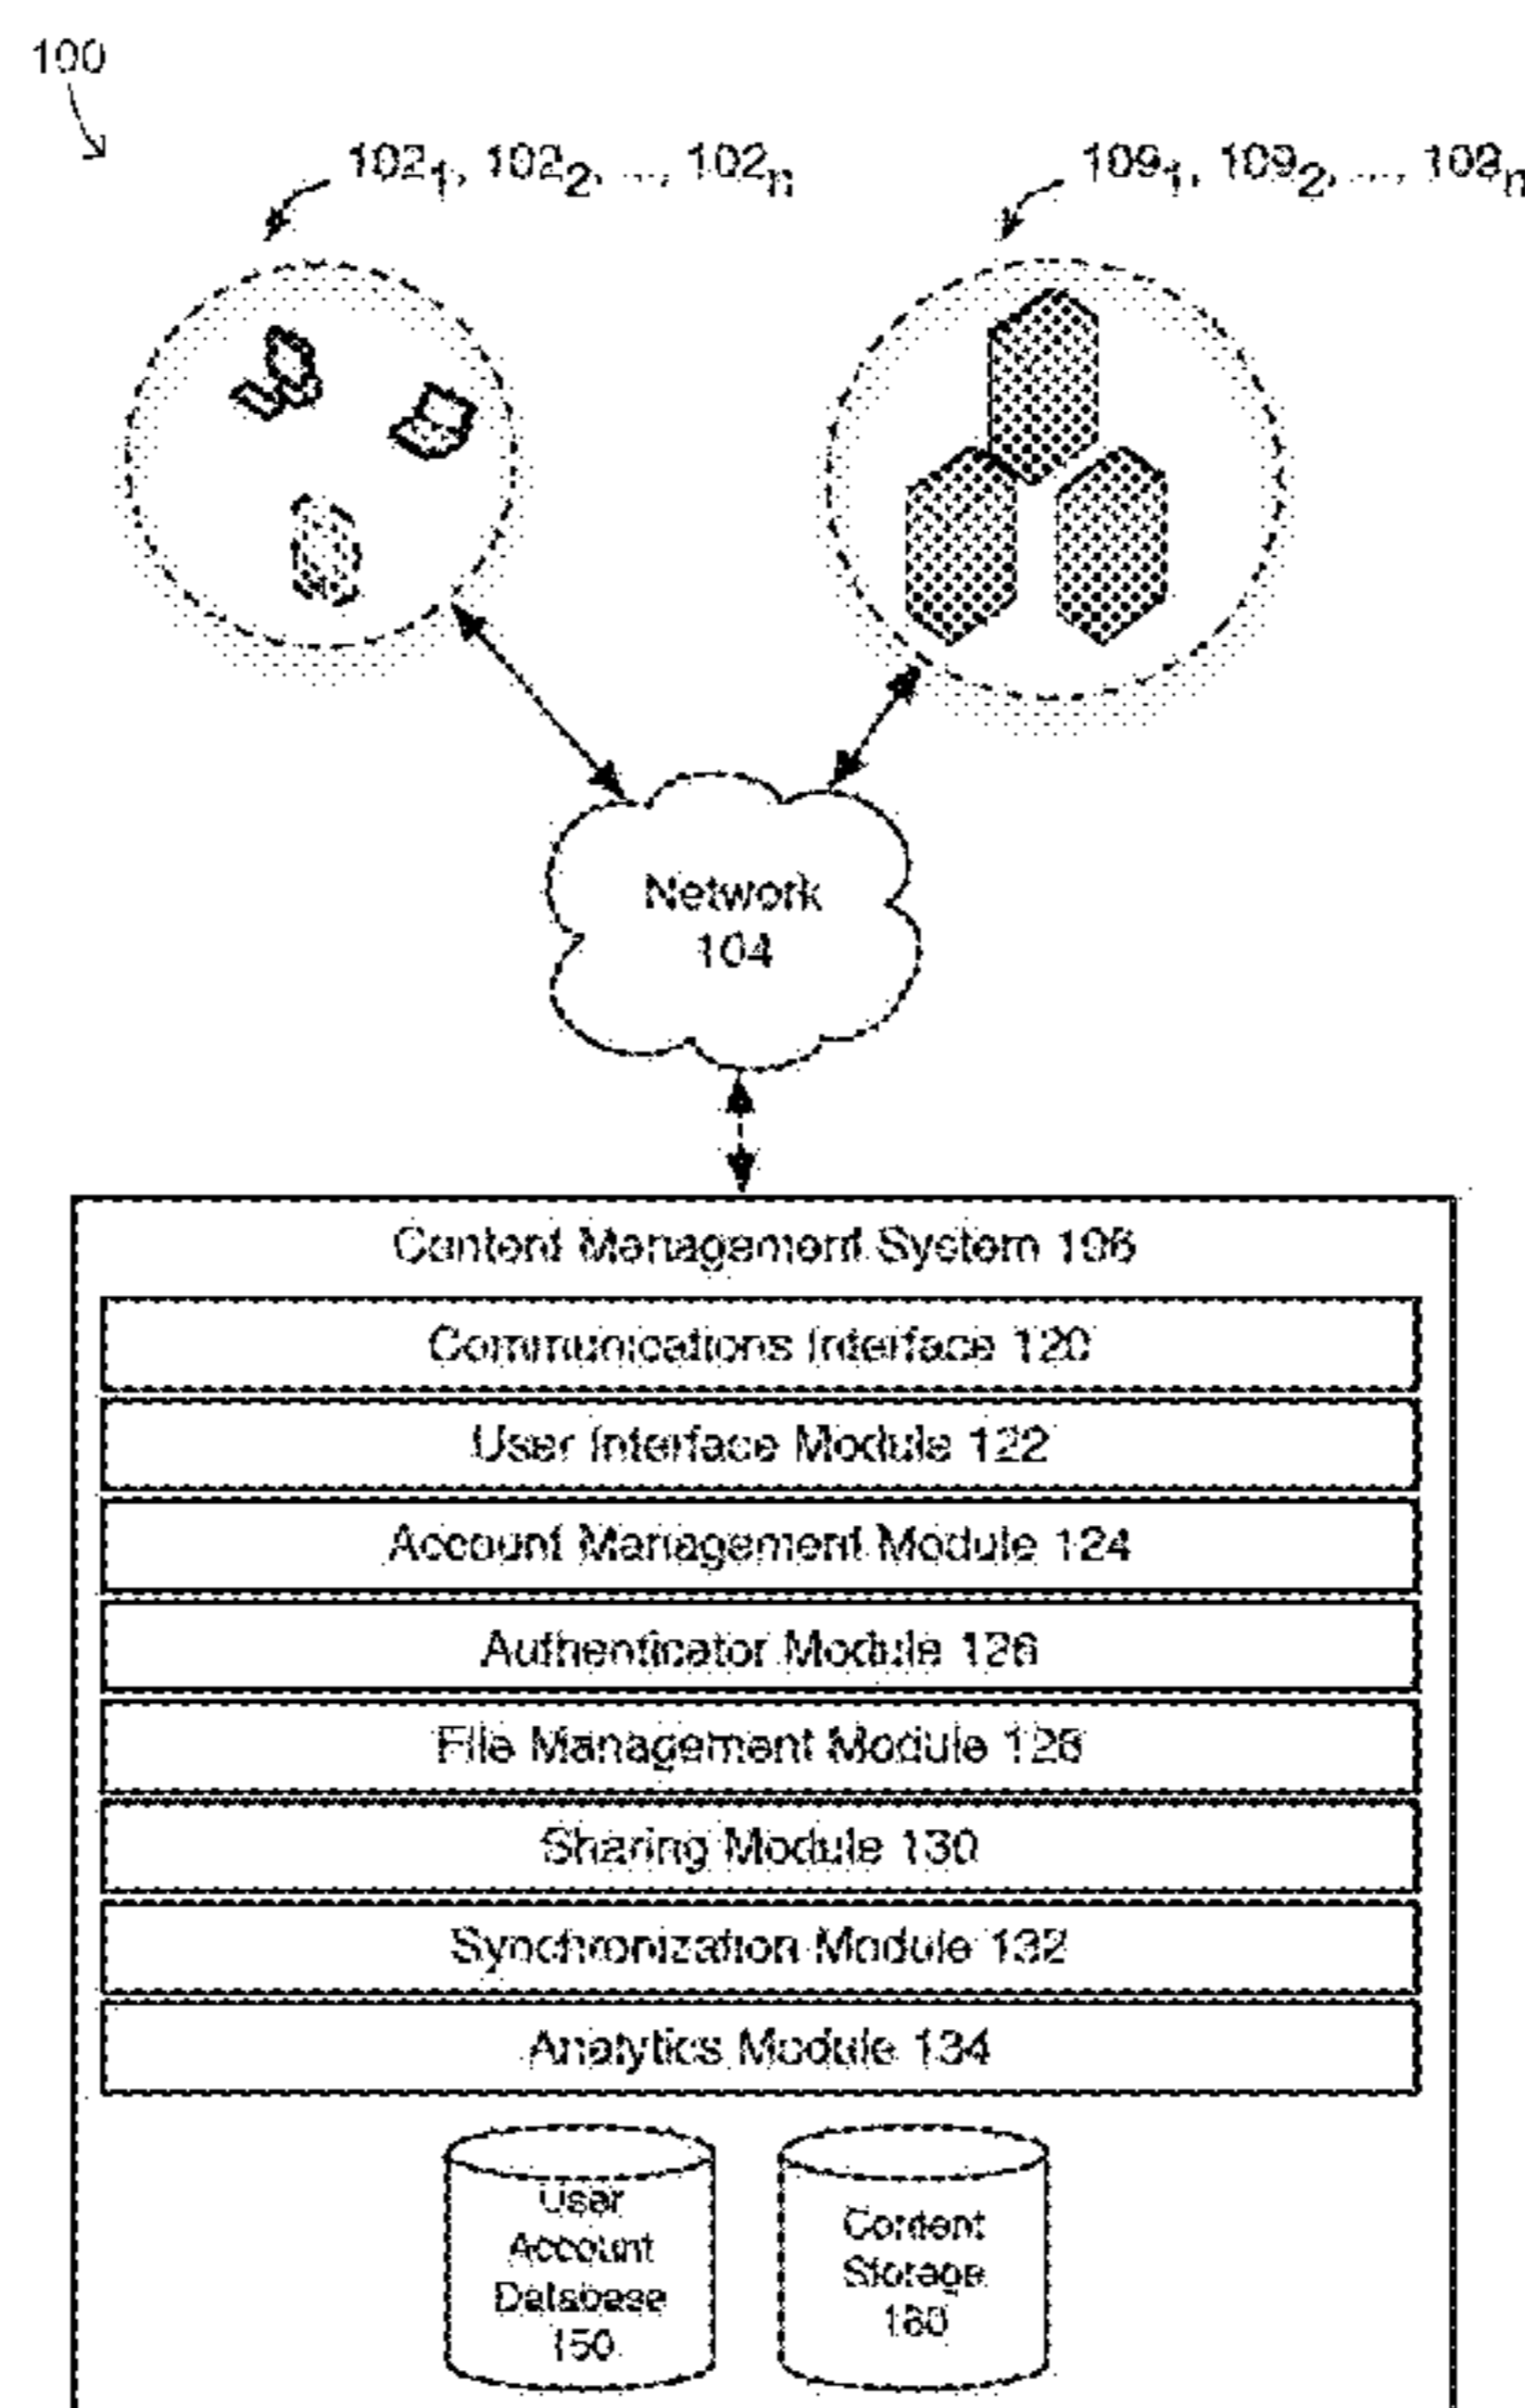 100
102₁, 102₂, ..., 102ₙ
109₁, 109₂, ..., 109ₙ
Network
104
Content Management System 106
Communications Interface 120
User Interface Module 122
Account Management Module 124
Authenticator Module 126
File Management Module 128
Sharing Module 130
Synchronization Module 132
Analytics Module 134
User
Account
Database
150
Content
Storage
160